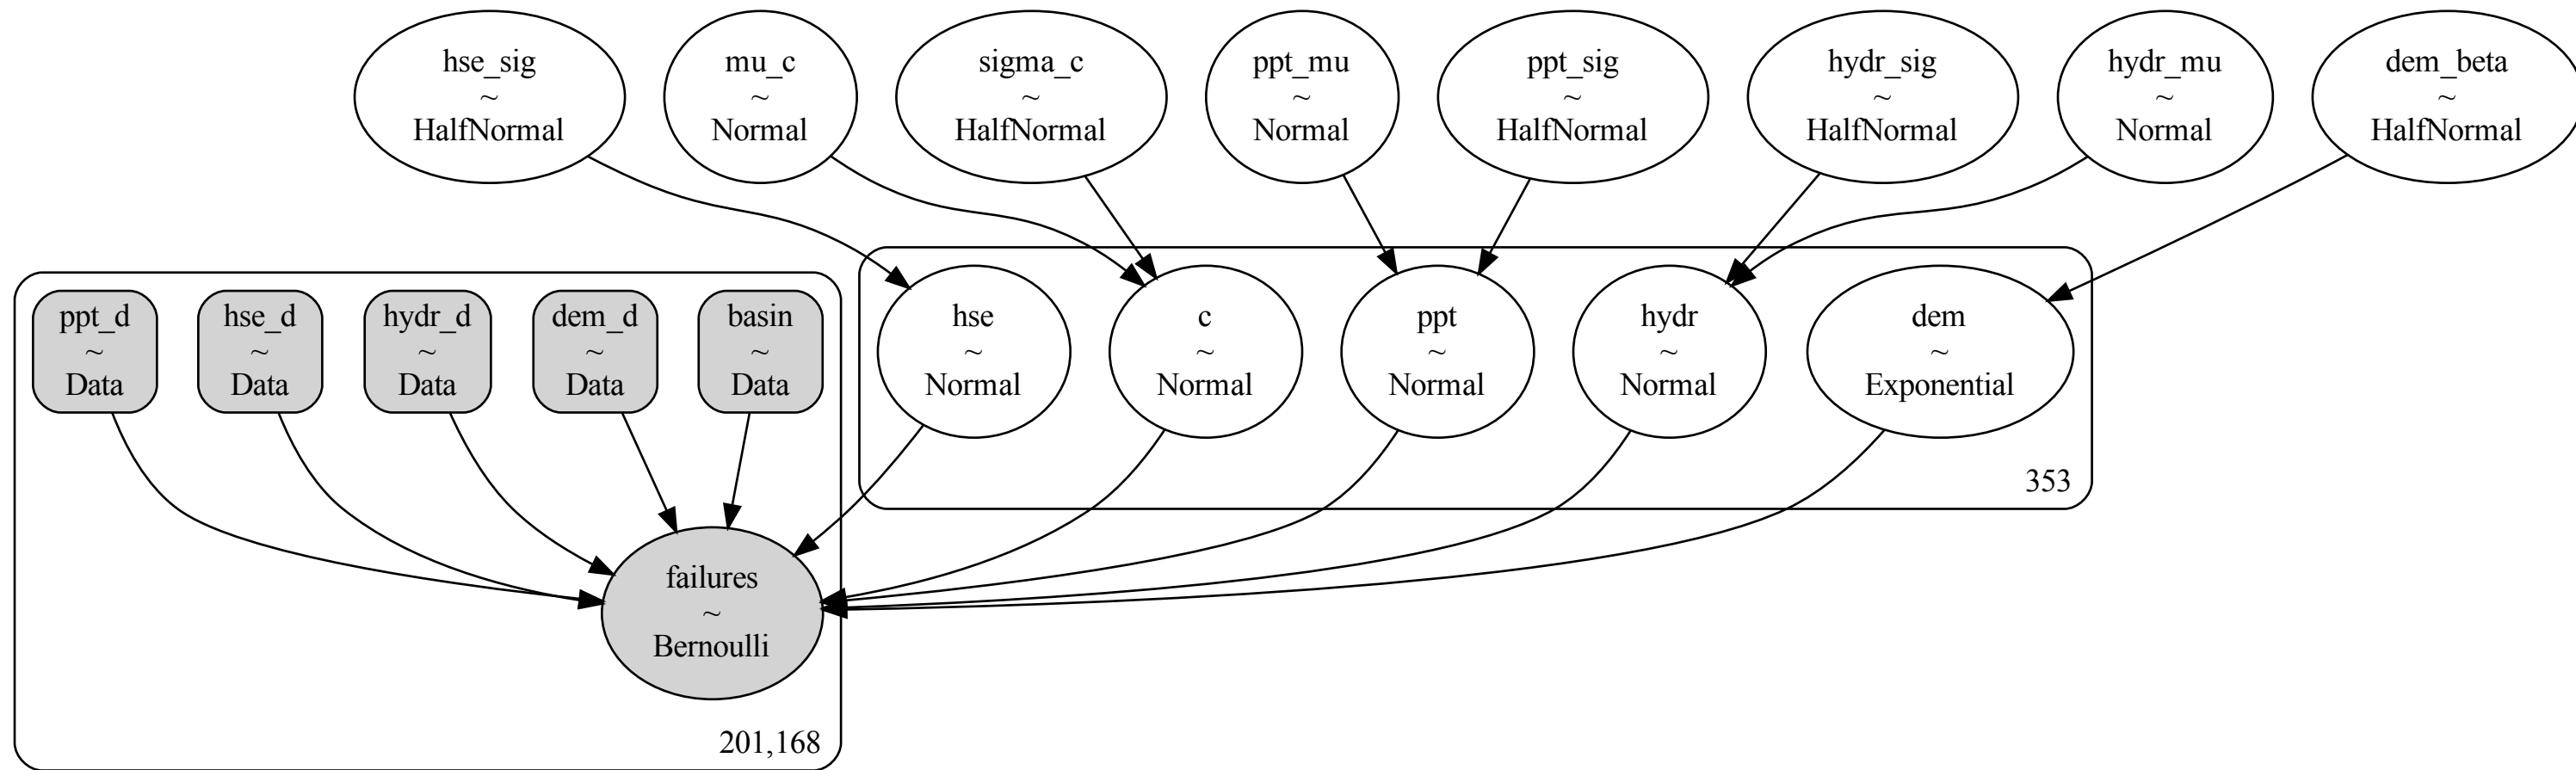 hse_sig
~
HalfNormal
mu_c
~
Normal
sigma_c
~
HalfNormal
ppt_mu
~
Normal
ppt_sig
~
HalfNormal
hydr_sig
~
HalfNormal
hydr_mu
~
Normal
dem_beta
~
HalfNormal
ppt_d
~
Data
hse_d
~
Data
hydr_d
~
Data
dem_d
~
Data
basin
~
Data
hse
~
Normal
c
~
Normal
ppt
~
Normal
hydr
~
Normal
dem
~
Exponential
353
failures
~
Bernoulli
201,168